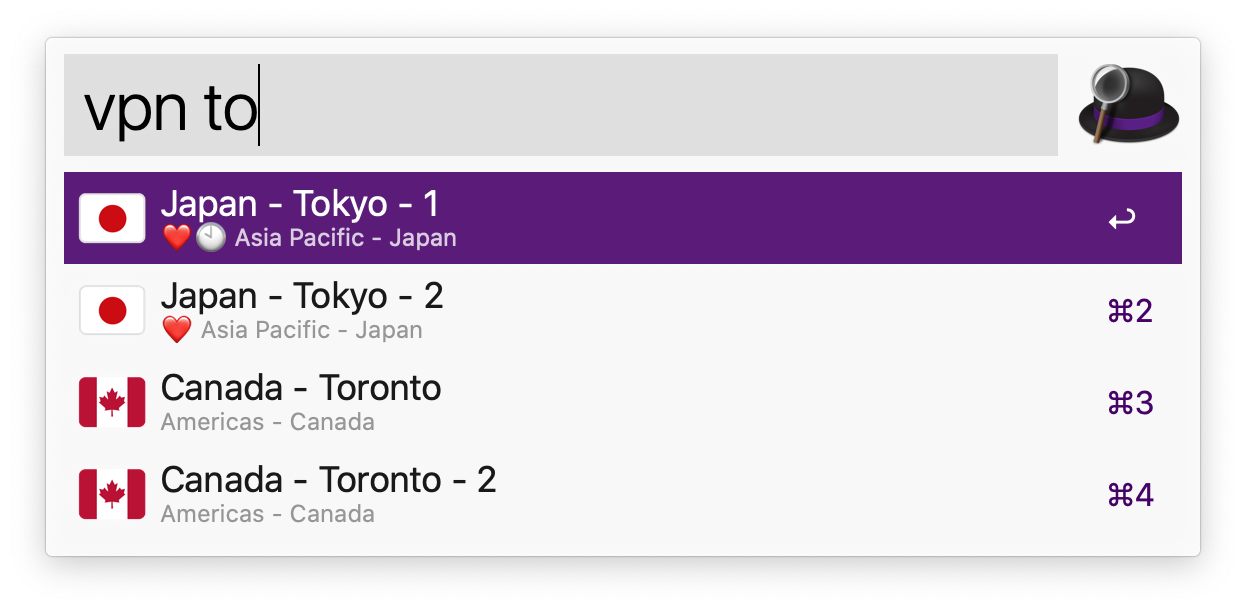 vpn to
Japan - Tokyo - 1
❤️🕙 Asia Pacific - Japan
Japan - Tokyo - 2
⌘2
❤️ Asia Pacific - Japan
Canada - Toronto
⌘3
Americas - Canada
Canada - Toronto - 2
⌘4
Americas - Canada